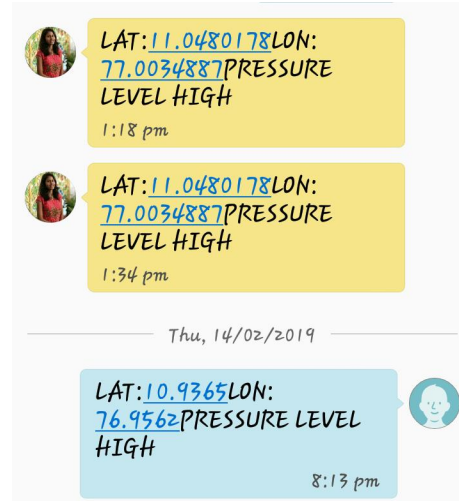 LAT:11.0480178LON:
77.0034887PRESSURE
LEVEL HIGH
1:18 pm
LAT:11.0480178LON:
77.0034887PRESSURE
LEVEL HIGH
1:34 pm
Thu, 14/02/2019
LAT:10.9365LON:
76.9562PRESSURE LEVEL
HIGH
8:13 pm